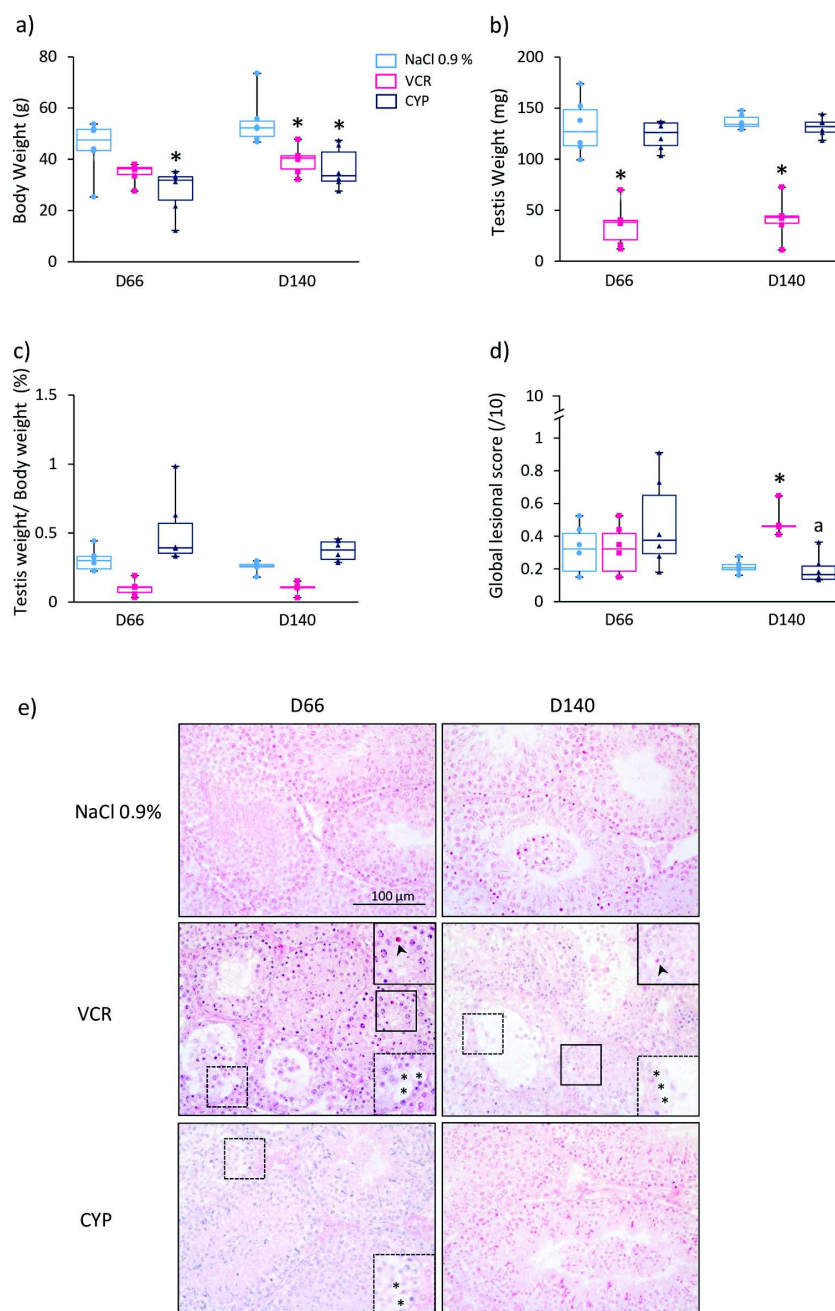 a)
Body Weight (g)
80
60
40
20
0
*
*
*
D66
D140
NaCl 0.9 %
VCR
CYP
b)
Testis Weight (mg)
200
150
100
50
0
*
*
D66
D140
c)
Testis weight/ Body weight (%)
1.5
1
0.5
0
D66
D140
d)
Global lesional score (/10)
10
1
0.8
0.6
0.4
0.2
0
*
a
D66
D140
e)
D66
D140
NaCl 0.9%
100 µm
VCR
* *
*
*
*
*
CYP
*
*